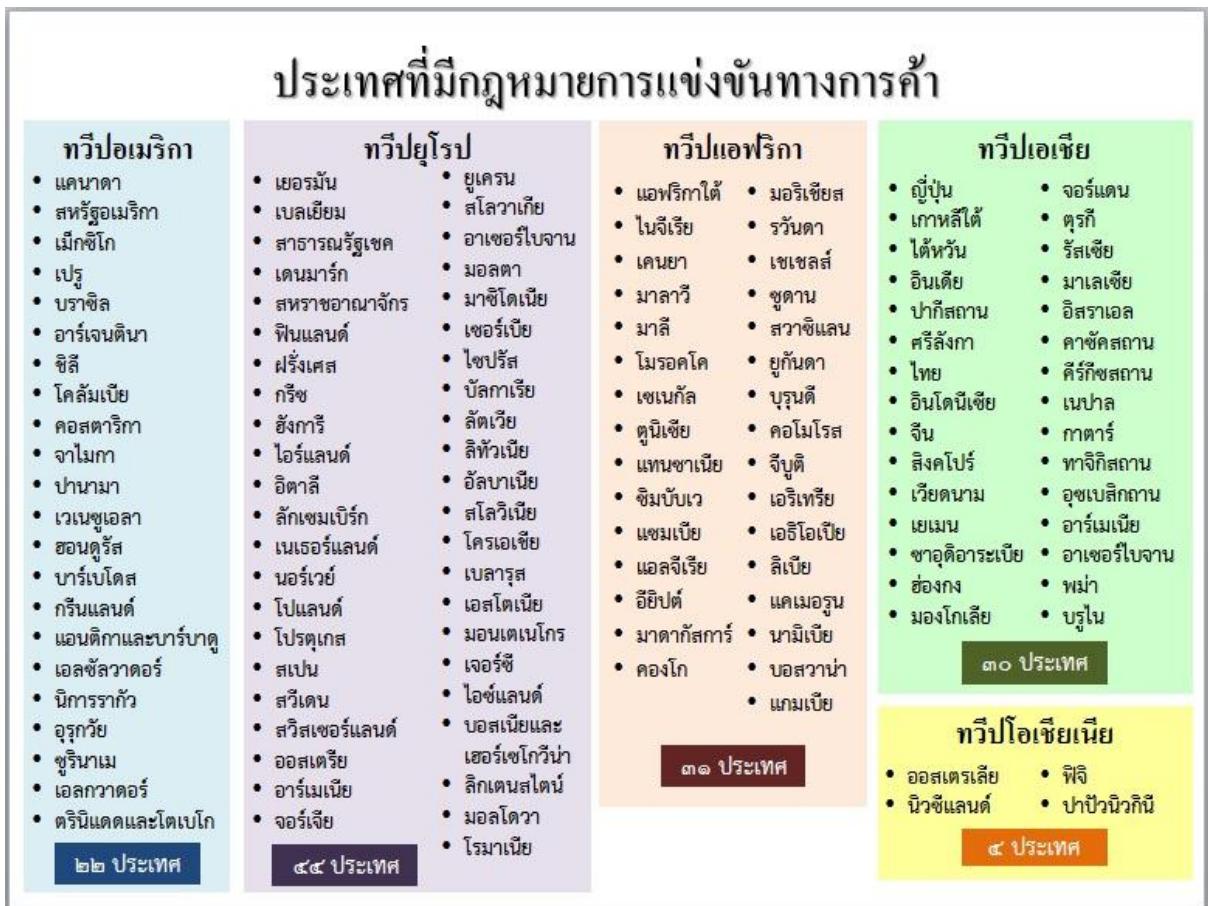 ประเทศที่มีกฎหมายการแข่งขันทางการค้า
ทวีปอเมริกา
• แคนาดา
• สหรัฐอเมริกา
• เม็กซิโก
• เปรู
• บราซิล
• อาร์เจนตินา
• ชิลี
• โคลัมเบีย
• คอสตาริกา
• จาไมกา
• ปานามา
• เวเนซูเอลา
• ฮอนดูรัส
• บาร์เบโดส
• กรีนแลนด์
• แอนติกาและบาร์บาดู
• เอลซัลวาดอร์
• นิการรากัว
• อุรุกวัย
• ซูรินาเม
• เอลกวาดอร์
• ตรินิแดดและโตเบโก
๒๒ ประเทศ
ทวีปยุโรป
• เยอรมัน
• เบลเยียม
• สาธารณรัฐเชค
• เดนมาร์ก
• สหราชอาณาจักร
• ฟินแลนด์
• ฝรั่งเศส
• กรีซ
• ฮังการี
• ไอร์แลนด์
• อิตาลี
• ลักเซมเบิร์ก
• เนเธอร์แลนด์
• นอร์เวย์
• โปแลนด์
• โปรตุเกส
• สเปน
• สวีเดน
• สวิสเซอร์แลนด์
• ออสเตรีย
• อาร์เมเนีย
• จอร์เจีย
• ยูเครน
• สโลวาเกีย
• อาเซอร์ไบจาน
• มอลตา
• มาซิโดเนีย
• เซอร์เบีย
• ไซปรัส
• บัลกาเรีย
• ลัตเวีย
• ลิทัวเนีย
• อัลบาเนีย
• สโลวิเนีย
• โครเอเชีย
• เบลารุส
• เอสโตเนีย
• มอนเตเนโกร
• เจอร์ซี
• ไอซ์แลนด์
• บอสเนียและ
เฮอร์เซโกวีน่า
• ลิกเตนสไตน์
• มอลโดวา
• โรมาเนีย
๔๔ ประเทศ
ทวีปแอฟริกา
• แอฟริกาใต้
• ไนจีเรีย
• เคนยา
• มาลาวี
• มาลี
• โมรอคโค
• เซเนกัล
• ตูนิเซีย
• แทนซาเนีย
• ซิมบับเว
• แซมเบีย
• แอลจีเรีย
• อียิปต์
• มาดากัสการ์
• คองโก
• มอริเชียส
• รวันดา
• เซเชลส์
• ซูดาน
• สวาซิแลน
• ยูกันดา
• บุรุนดี
• คอโมโรส
• จีบูติ
• เอริเทรีย
• เอธิโอเปีย
• ลิเบีย
• แคเมอรูน
• นามิเบีย
• บอสวาน่า
• แกมเบีย
๓๑ ประเทศ
ทวีปเอเชีย
• ญี่ปุ่น
• เกาหลีใต้
• ไต้หวัน
• อินเดีย
• ปากีสถาน
• ศรีลังกา
• ไทย
• อินโดนีเซีย
• จีน
• สิงคโปร์
• เวียดนาม
• เยเมน
• ซาอุดิอาระเบีย
• ฮ่องกง
• มองโกเลีย
• จอร์แดน
• ตุรกี
• รัสเซีย
• มาเลเซีย
• อิสราเอล
• คาซัคสถาน
• คีร์กีซสถาน
• เนปาล
• กาตาร์
• ทาจิกิสถาน
• อุซเบสิกถาน
• อาร์เมเนีย
• อาเซอร์ไบจาน
• พม่า
• บรูไน
๓๐ ประเทศ
ทวีปโอเชียเนีย
• ออสเตรเลีย
• นิวซีแลนด์
• ฟิจิ
• ปาปัวนิวกินี
๔ ประเทศ